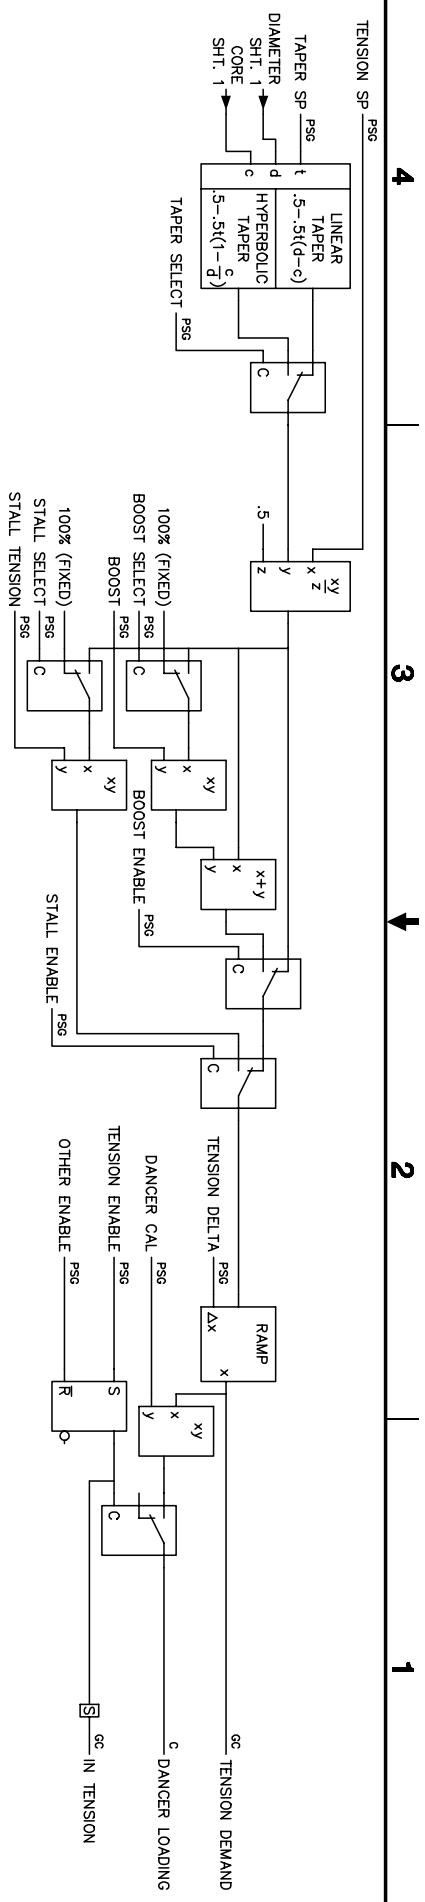 4
3
2
1
TENSION SP
PSG
TAPER SP
PSG
DIAMETER
SHT. 1
CORE
SHT. 1
t
d
c
LINEAR
TAPER
.5-.5t(d-c)
HYPERBOLIC
TAPER
.5-.5t(1-c/d)
TAPER SELECT
PSG
C
.5
x
y
z
xy
z
100% (FIXED)
BOOST SELECT
PSG
BOOST
PSG
C
100% (FIXED)
STALL SELECT
PSG
STALL TENSION
PSG
C
xy
x
y
xy
x
y
x+y
x
y
BOOST ENABLE
PSG
C
STALL ENABLE
PSG
C
TENSION DELTA
PSG
RAMP
Δx
x
DANCER CAL
PSG
xy
x
y
TENSION ENABLE
PSG
OTHER ENABLE
PSG
S
R̅
C
S
GC
TENSION DEMAND
C
DANCER LOADING
GC
IN TENSION